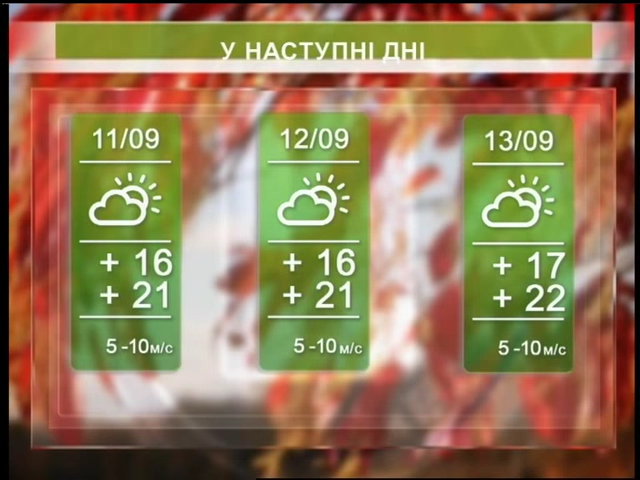 У НАСТУПНІ ДНІ
11/09
+ 16
+ 21
5 -10м/с
12/09
+ 16
+ 21
5 -10м/с
13/09
+ 17
+ 22
5 -10м/с